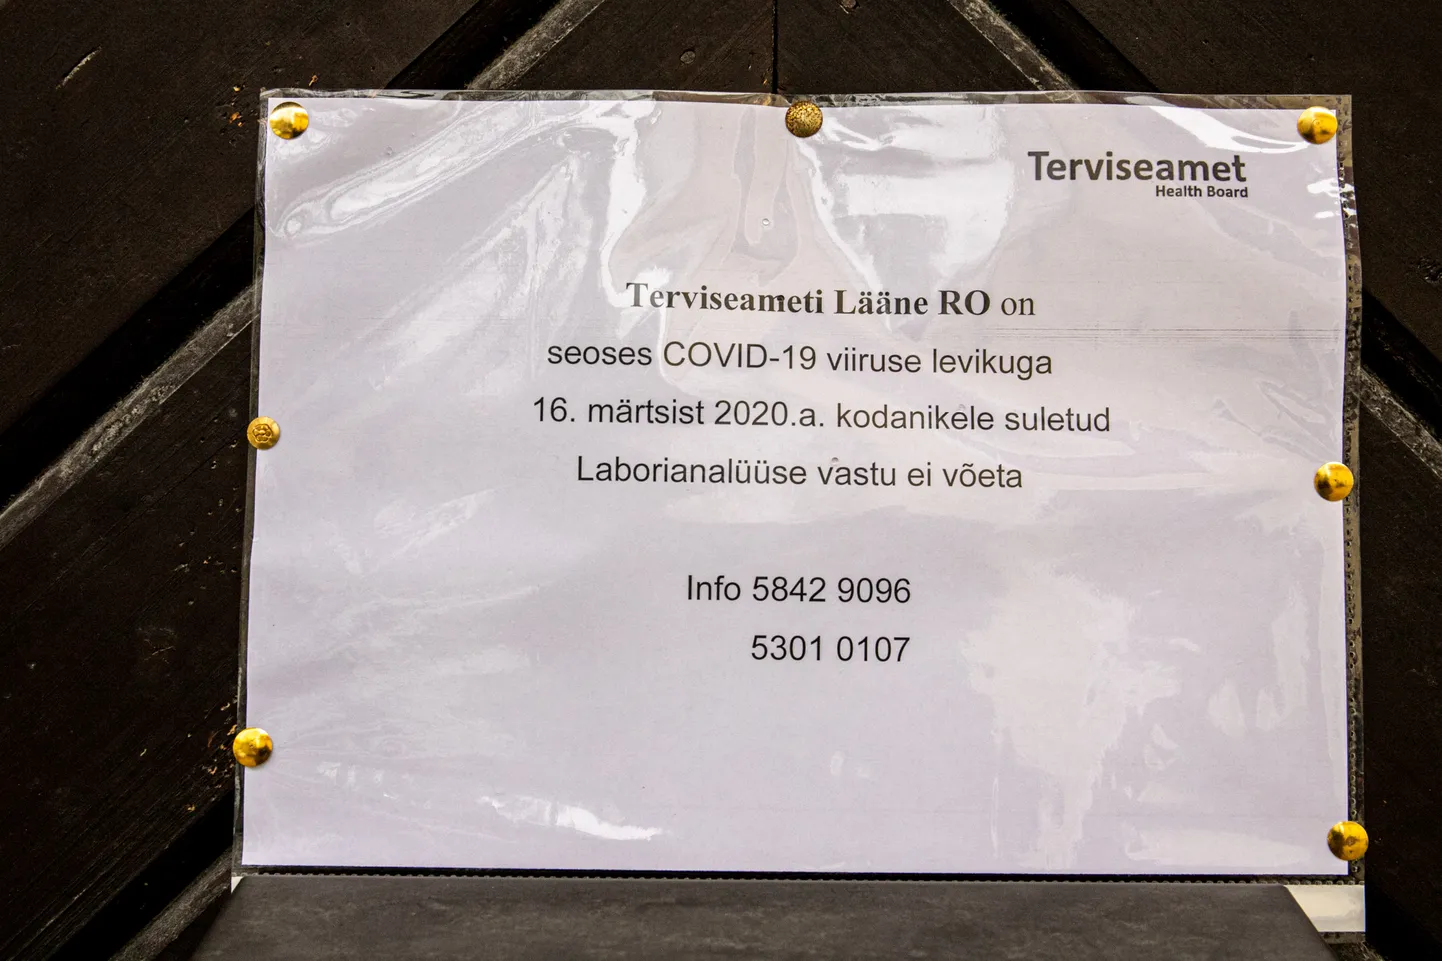 Terviseamet
Health Board
Terviseameti Lääne RO on
seoses COVID-19 viiruse levikuga
16. märtsist 2020.a. kodanikele suletud
Laborianalüüse vastu ei võeta
Info 5842 9096
5301 0107